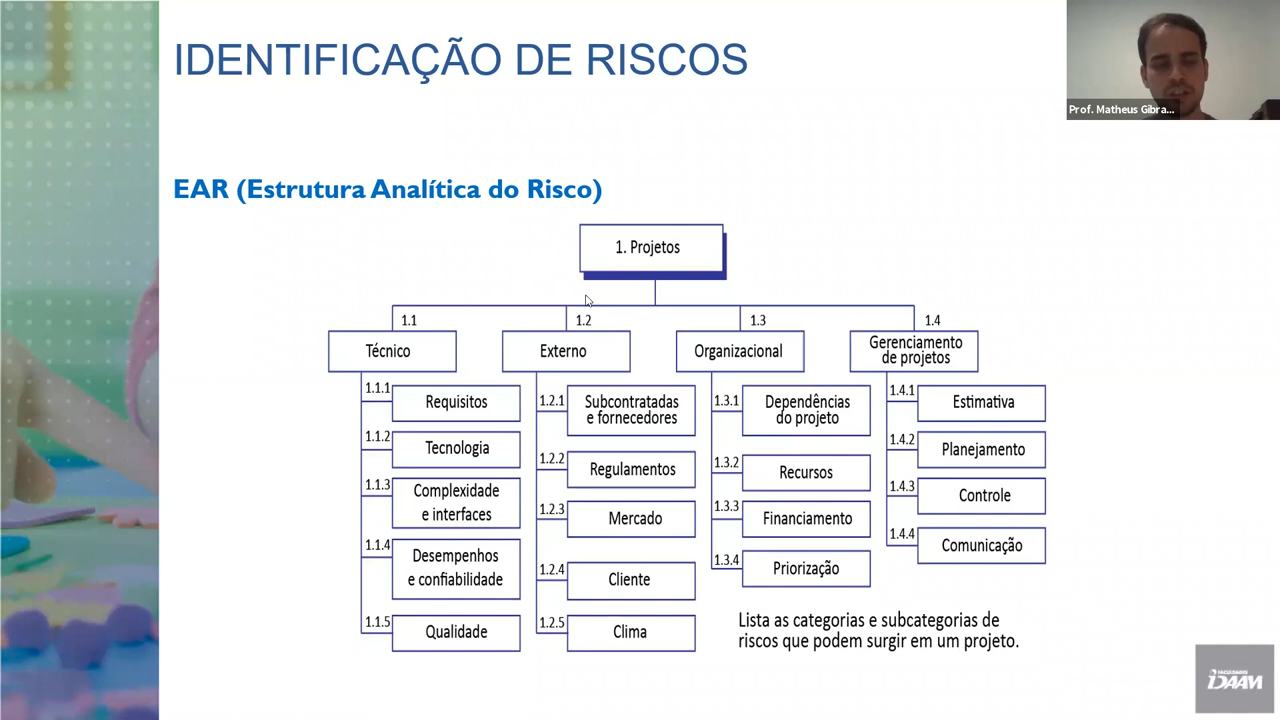 IDENTIFICAÇÃO DE RISCOS
Prof. Matheus Gibra...
EAR (Estrutura Analítica do Risco)
1. Projetos
1.1
Técnico
1.1.1
Requisitos
1.1.2
Tecnologia
1.1.3
Complexidade
e interfaces
1.1.4
Desempenhos
e confiabilidade
1.1.5
Qualidade
1.2
Externo
1.2.1
Subcontratadas
e fornecedores
1.2.2
Regulamentos
1.2.3
Mercado
1.2.4
Cliente
1.2.5
Clima
1.3
Organizacional
1.3.1
Dependências
do projeto
1.3.2
Recursos
1.3.3
Financiamento
1.3.4
Priorização
1.4
Gerenciamento
de projetos
1.4.1
Estimativa
1.4.2
Planejamento
1.4.3
Controle
1.4.4
Comunicação
Lista as categorias e subcategorias de
riscos que podem surgir em um projeto.
FACULDADES
IDAAM